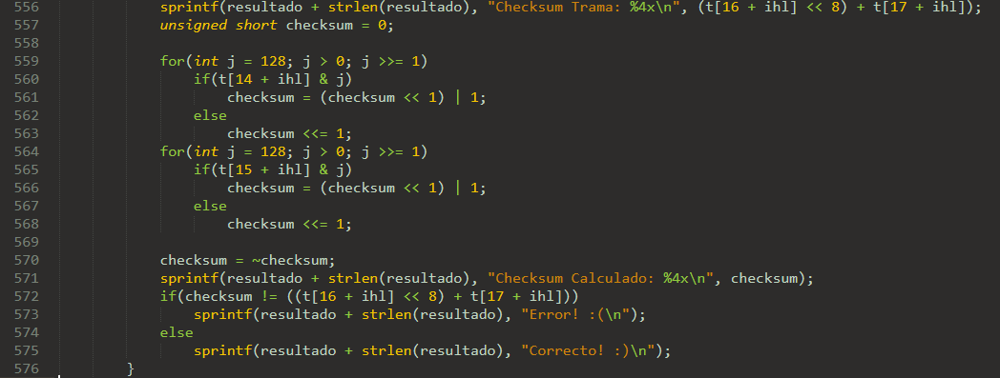 556 sprintf(resultado + strlen(resultado), "Checksum Trama: %4x\n", (t[16 + ihl] << 8) + t[17 + ihl]);
557 unsigned short checksum = 0;
558
559 for(int j = 128; j > 0; j >>= 1)
560 if(t[14 + ihl] & j)
561 checksum = (checksum << 1) | 1;
562 else
563 checksum <<= 1;
564 for(int j = 128; j > 0; j >>= 1)
565 if(t[15 + ihl] & j)
566 checksum = (checksum << 1) | 1;
567 else
568 checksum <<= 1;
569
570 checksum = ~checksum;
571 sprintf(resultado + strlen(resultado), "Checksum Calculado: %4x\n", checksum);
572 if(checksum != ((t[16 + ihl] << 8) + t[17 + ihl]))
573 sprintf(resultado + strlen(resultado), "Error! :(\n");
574 else
575 sprintf(resultado + strlen(resultado), "Correcto! :)\n");
576 }